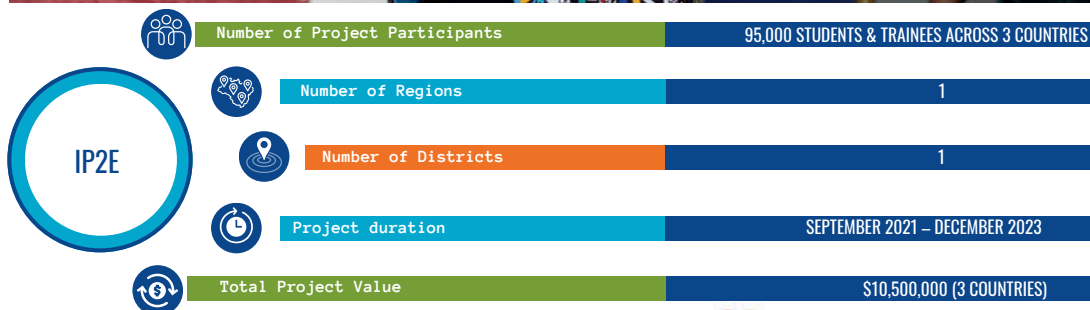 Number of Project Participants 95,000 STUDENTS & TRAINEES ACROSS 3 COUNTRIES
Number of Regions 1
IP2E
Number of Districts 1
Project duration SEPTEMBER 2021 – DECEMBER 2023
Total Project Value $10,500,000 (3 COUNTRIES)